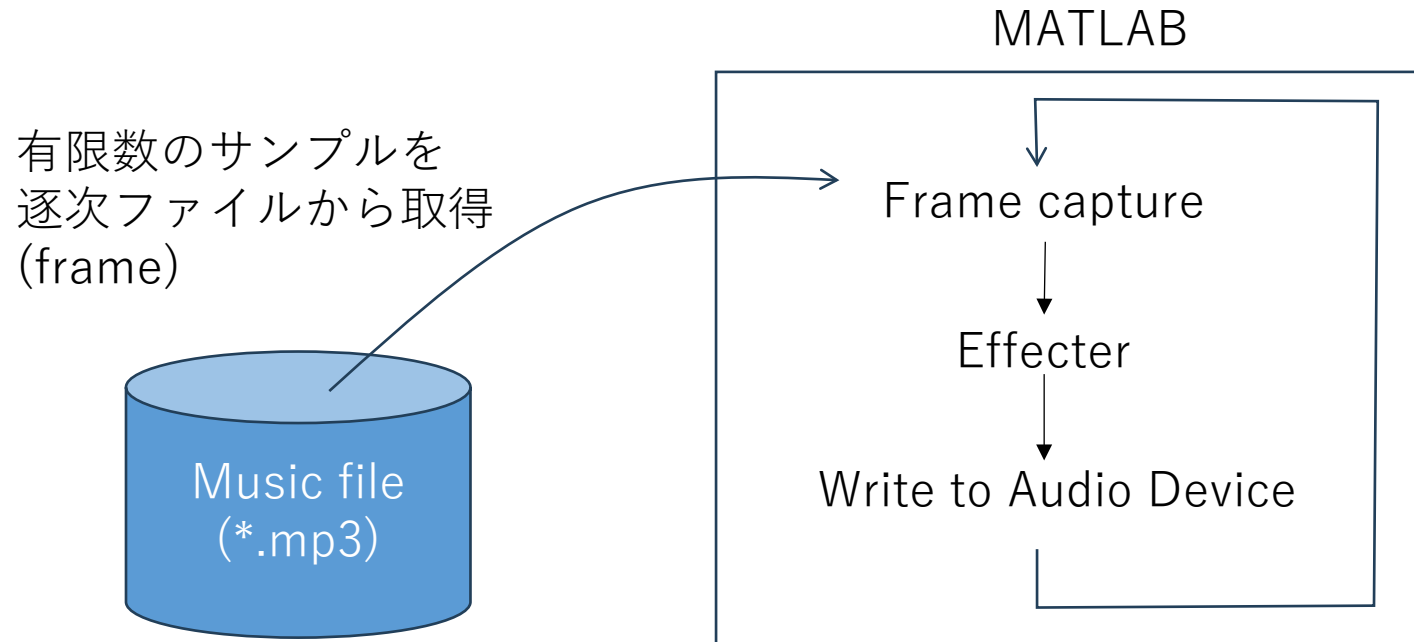 MATLAB
有限数のサンプルを
逐次ファイルから取得
(frame)
Frame capture
Effecter
Write to Audio Device
Music file
(*.mp3)